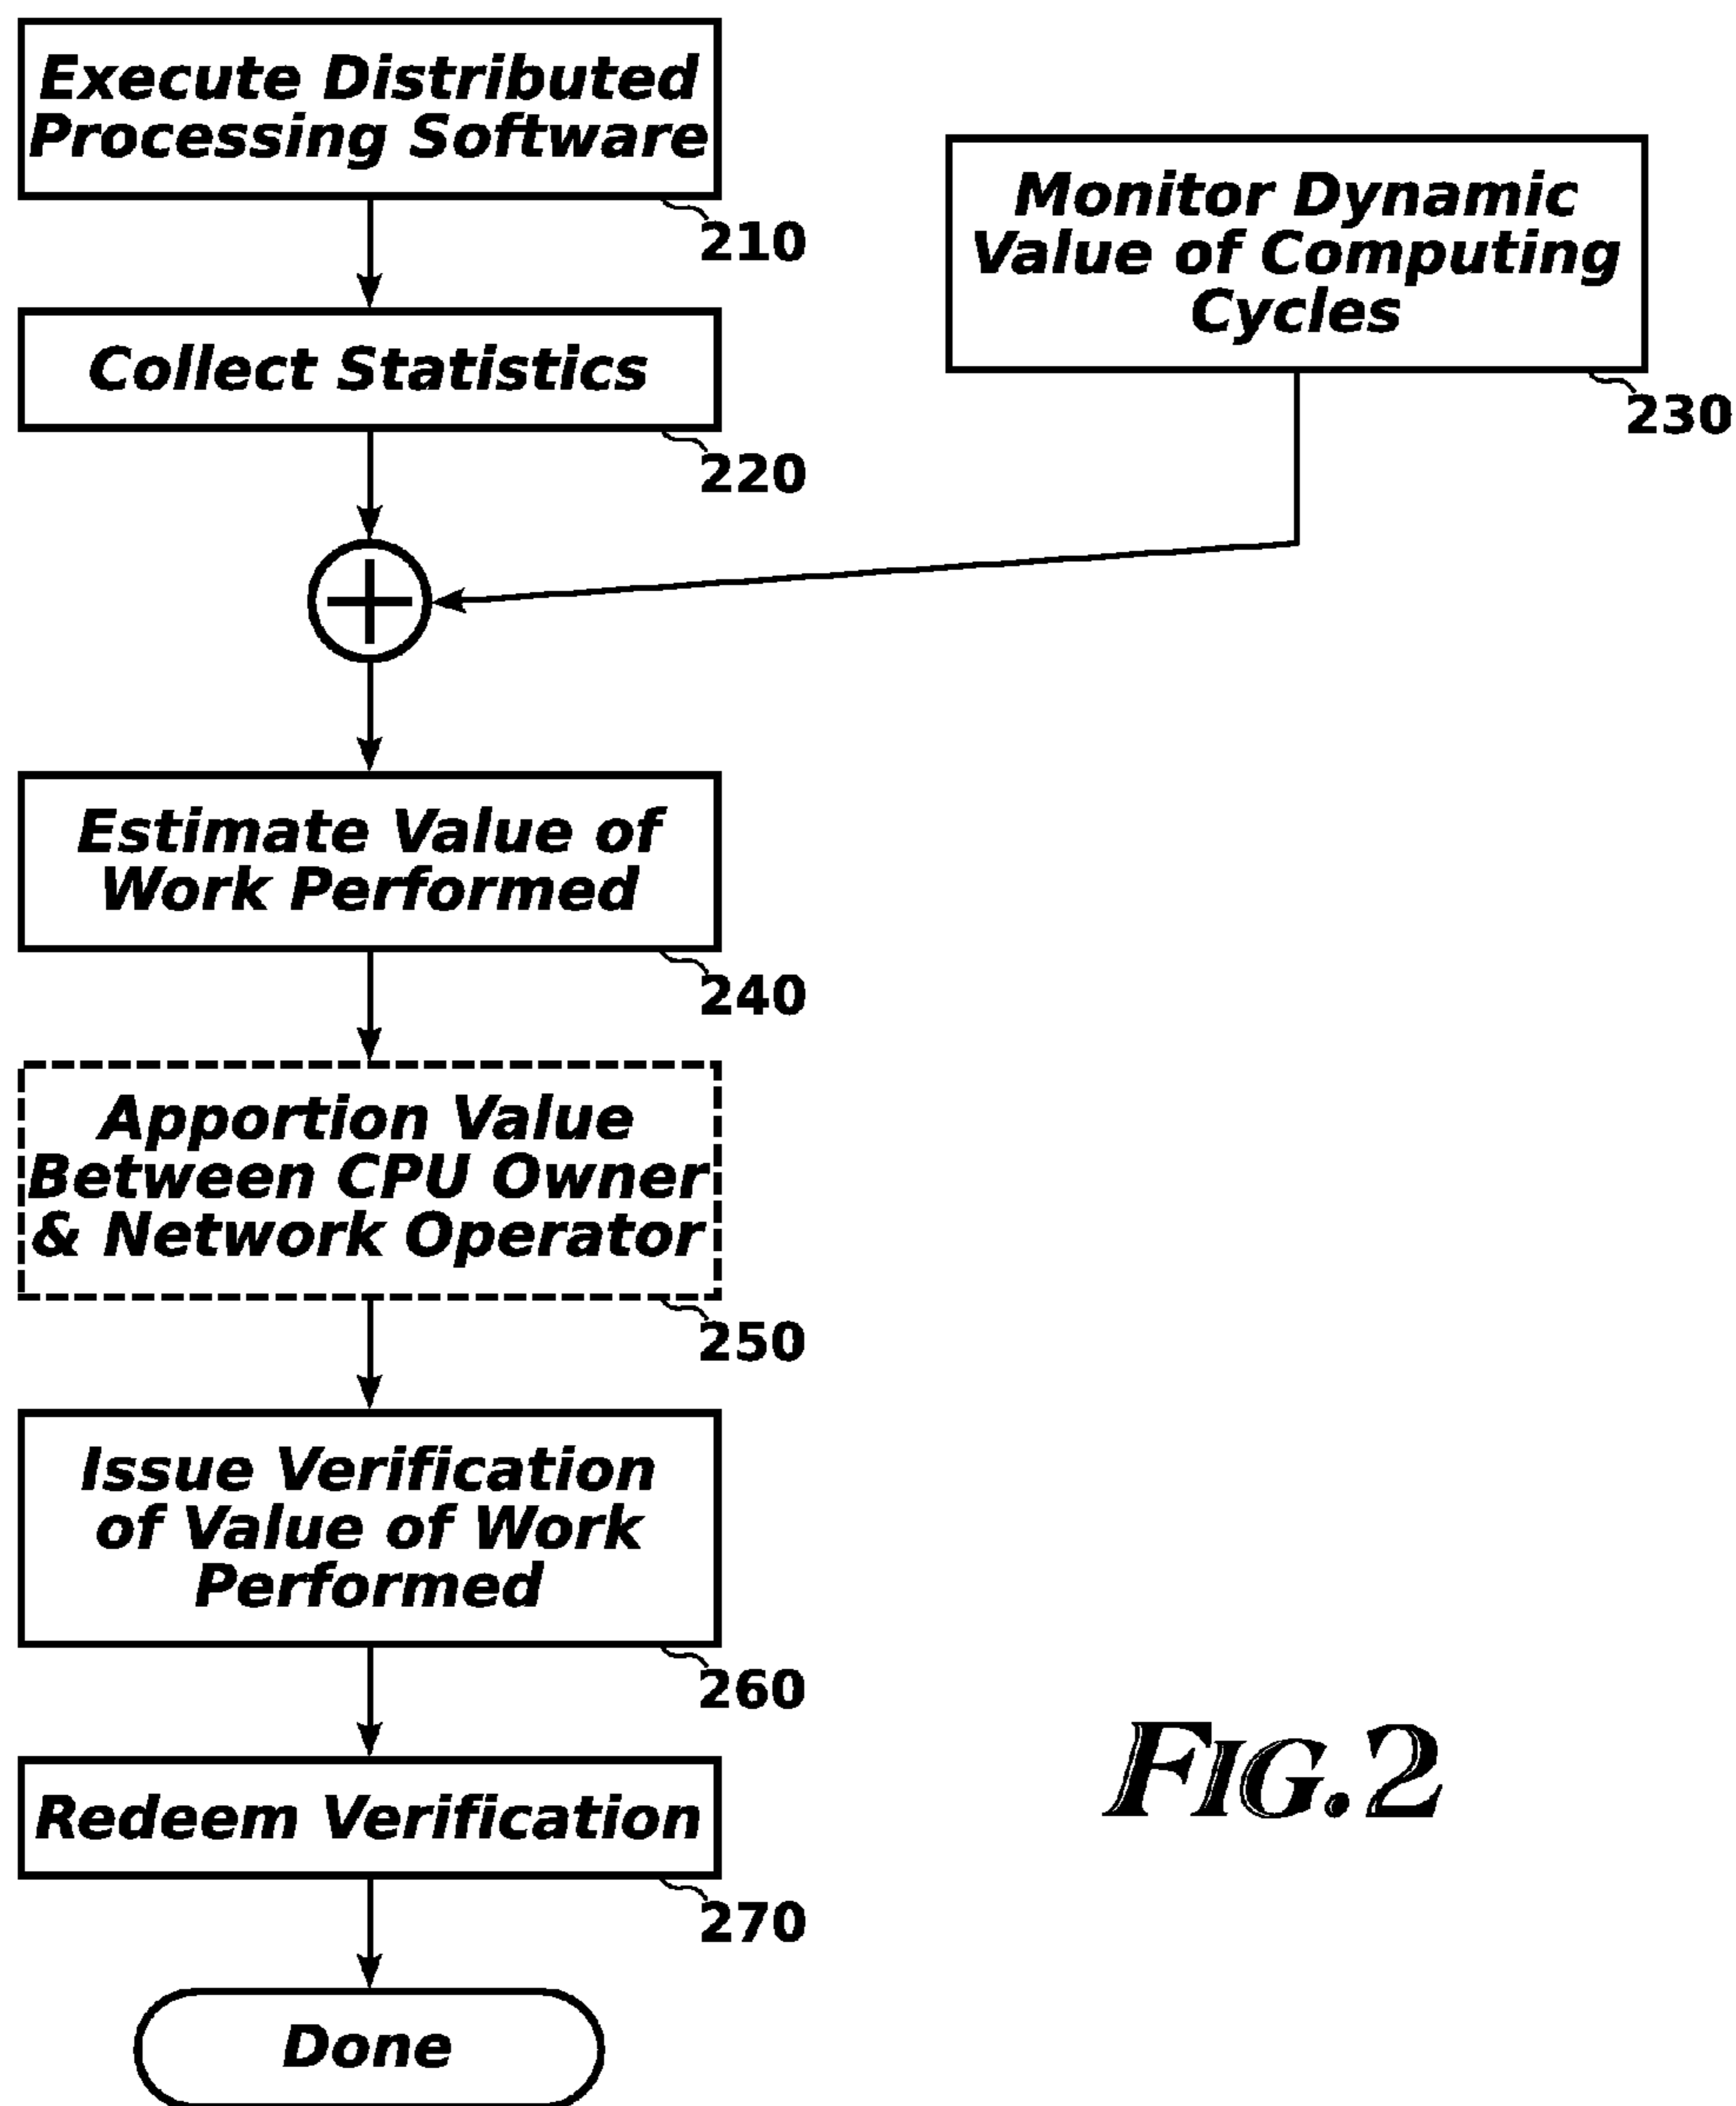 Execute Distributed
Processing Software
210
Monitor Dynamic
Value of Computing
Cycles
230
Collect Statistics
220
Estimate Value of
Work Performed
240
Apportion Value
Between CPU Owner
& Network Operator
250
Issue Verification
of Value of Work
Performed
260
Redeem Verification
270
Done
FIG.2